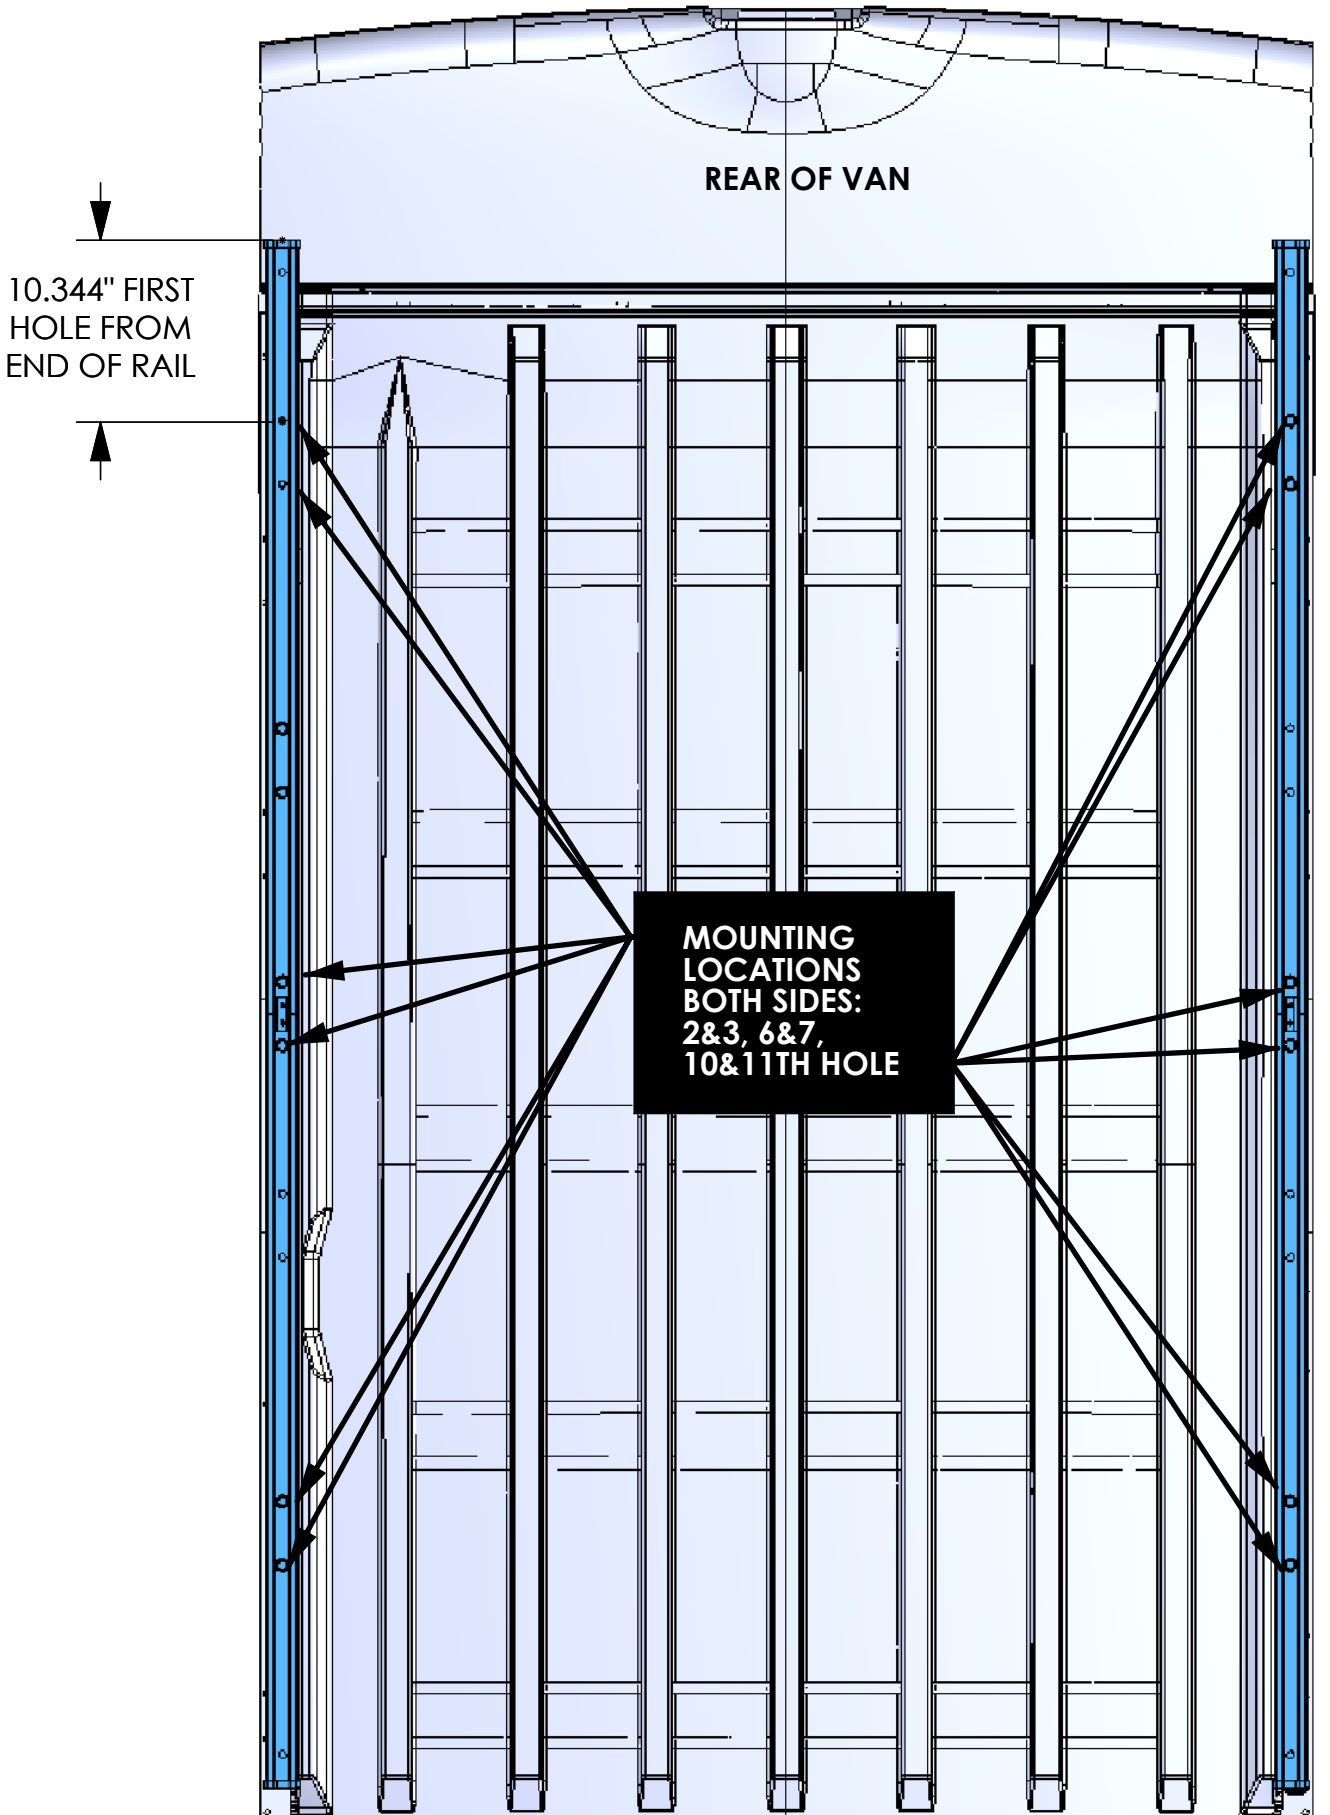 REAR OF VAN
10.344" FIRST
HOLE FROM
END OF RAIL
MOUNTING
LOCATIONS
BOTH SIDES:
2&3, 6&7,
10&11TH HOLE